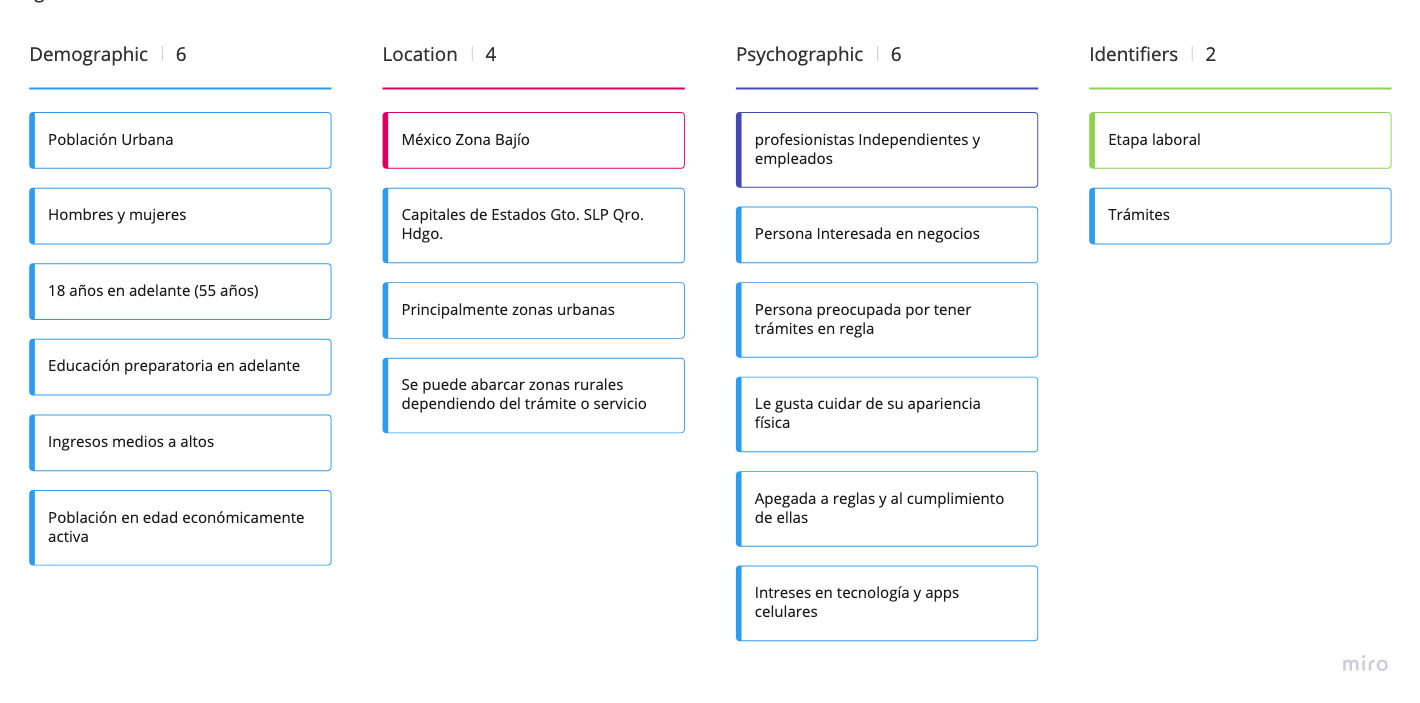 Demographic | 6
Población Urbana
Hombres y mujeres
18 años en adelante (55 años)
Educación preparatoria en adelante
Ingresos medios a altos
Población en edad económicamente
activa
Location | 4
México Zona Bajío
Capitales de Estados Gto. SLP Qro.
Hdgo.
Principalmente zonas urbanas
Se puede abarcar zonas rurales
dependiendo del trámite o servicio
Psychographic | 6
profesionistas Independientes y
empleados
Persona Interesada en negocios
Persona preocupada por tener
trámites en regla
Le gusta cuidar de su apariencia
física
Apegada a reglas y al cumplimiento
de ellas
Intreses en tecnología y apps
celulares
Identifiers | 2
Etapa laboral
Trámites
miro